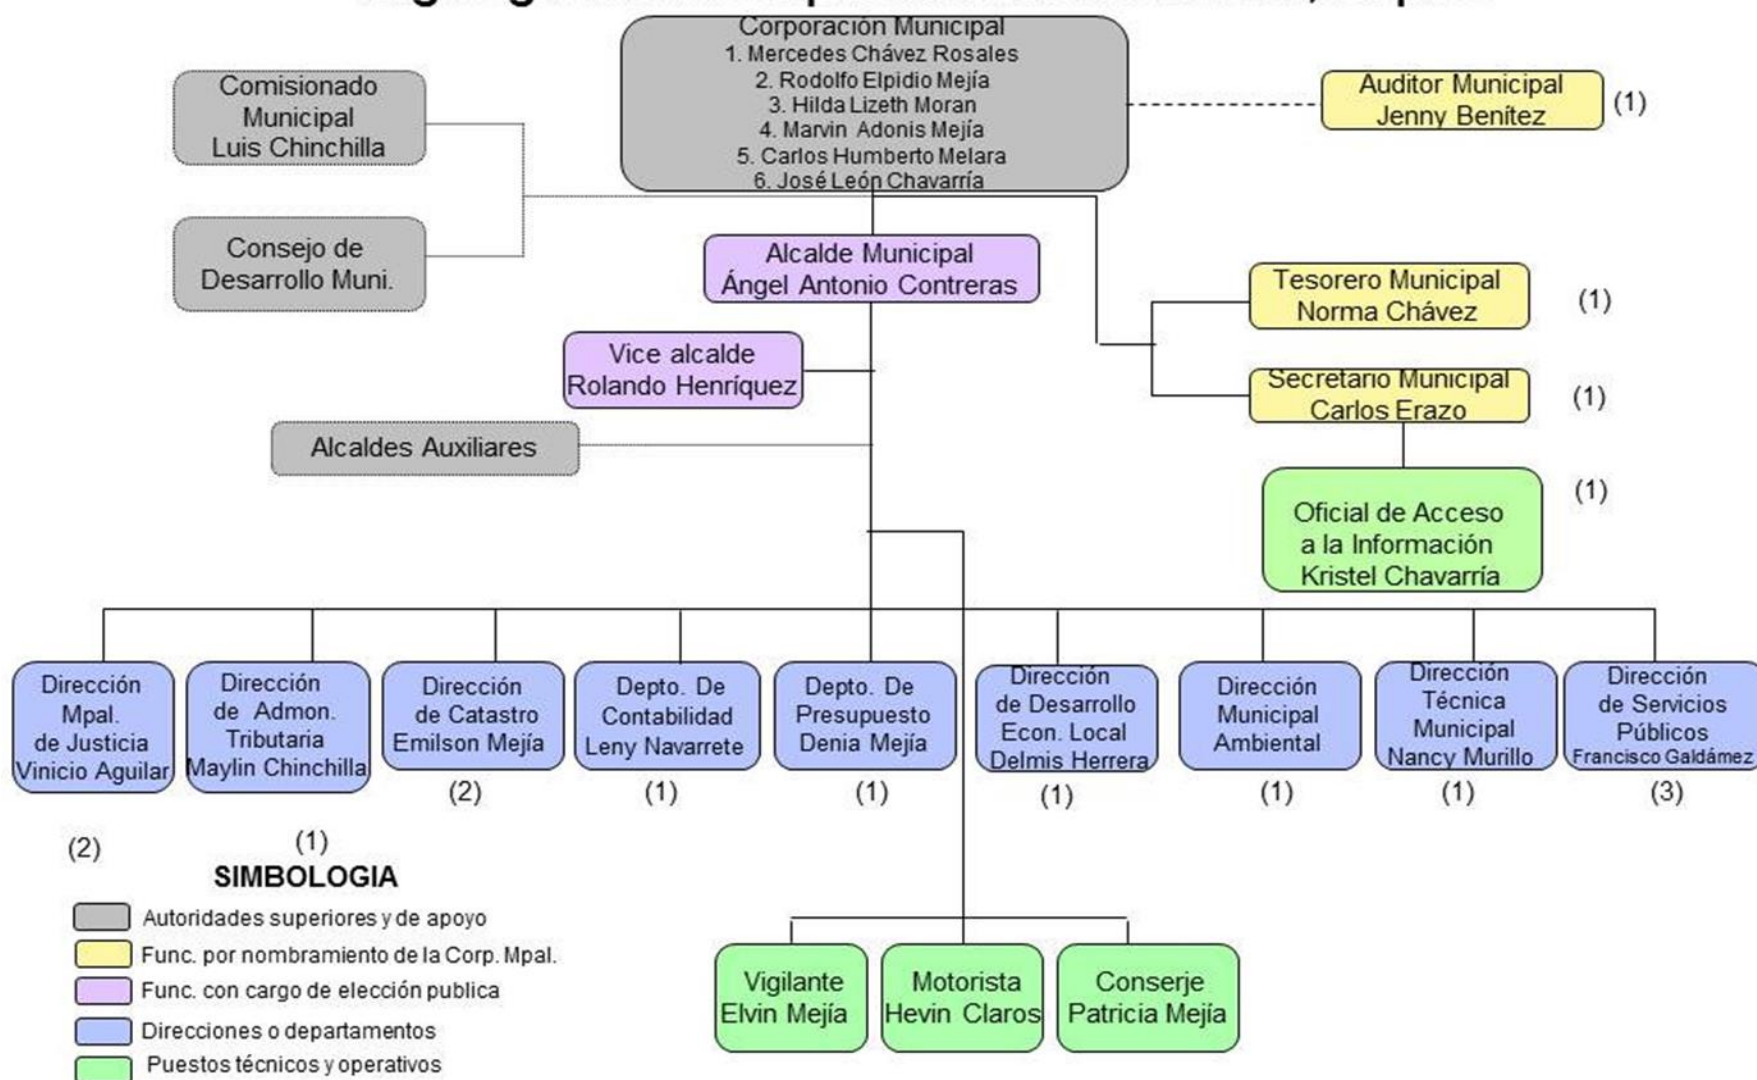 Corporación Municipal
1. Mercedes Chávez Rosales
2. Rodolfo Elpidio Mejía
3. Hilda Lizeth Moran
4. Marvin Adonis Mejía
5. Carlos Humberto Melara
6. José León Chavarría
Comisionado
Municipal
Luis Chinchilla
Auditor Municipal
Jenny Benítez
(1)
Consejo de
Desarrollo Muni.
Alcalde Municipal
Ángel Antonio Contreras
Tesorero Municipal
Norma Chávez
(1)
Vice alcalde
Rolando Henríquez
Secretario Municipal
Carlos Erazo
(1)
Alcaldes Auxiliares
Oficial de Acceso
a la Información
Kristel Chavarría
(1)
Dirección
Mpal.
de Justicia
Vinicio Aguilar
(2)
Dirección
de Admon.
Tributaria
Maylin Chinchilla
(1)
Dirección
de Catastro
Emilson Mejía
(2)
Depto. De
Contabilidad
Leny Navarrete
(1)
Depto. De
Presupuesto
Denia Mejía
(1)
Dirección
de Desarrollo
Econ. Local
Delmis Herrera
(1)
Dirección
Municipal
Ambiental
(1)
Dirección
Técnica
Municipal
Nancy Murillo
(1)
Dirección
de Servicios
Públicos
Francisco Galdámez
(3)
SIMBOLOGIA
Autoridades superiores y de apoyo
Func. por nombramiento de la Corp. Mpal.
Func. con cargo de elección publica
Direcciones o departamentos
Puestos técnicos y operativos
Vigilante
Elvin Mejía
Motorista
Hevin Claros
Conserje
Patricia Mejía